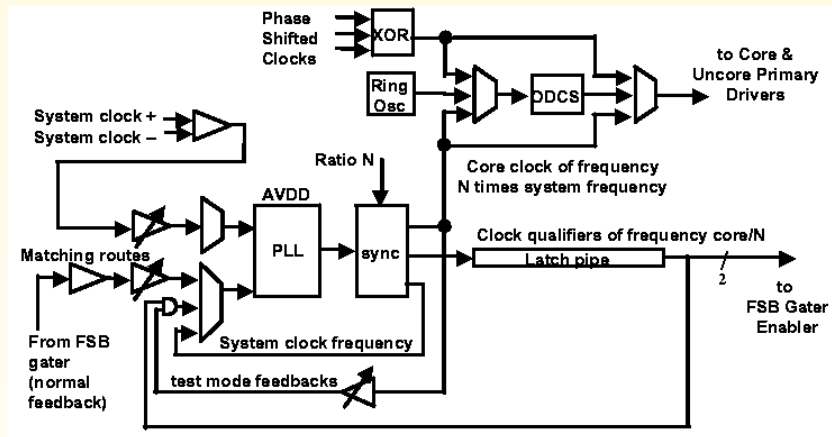 Phase
Shifted
Clocks
XOR
Ring
Osc
ODCS
to Core &
Uncore Primary
Drivers
System clock +
System clock –
Ratio N
Core clock of frequency
N times system frequency
AVDD
PLL
sync
Clock qualifiers of frequency core/N
Latch pipe
2
to
FSB Gater
Enabler
Matching routes
From FSB
gater
(normal
feedback)
System clock frequency
test mode feedbacks